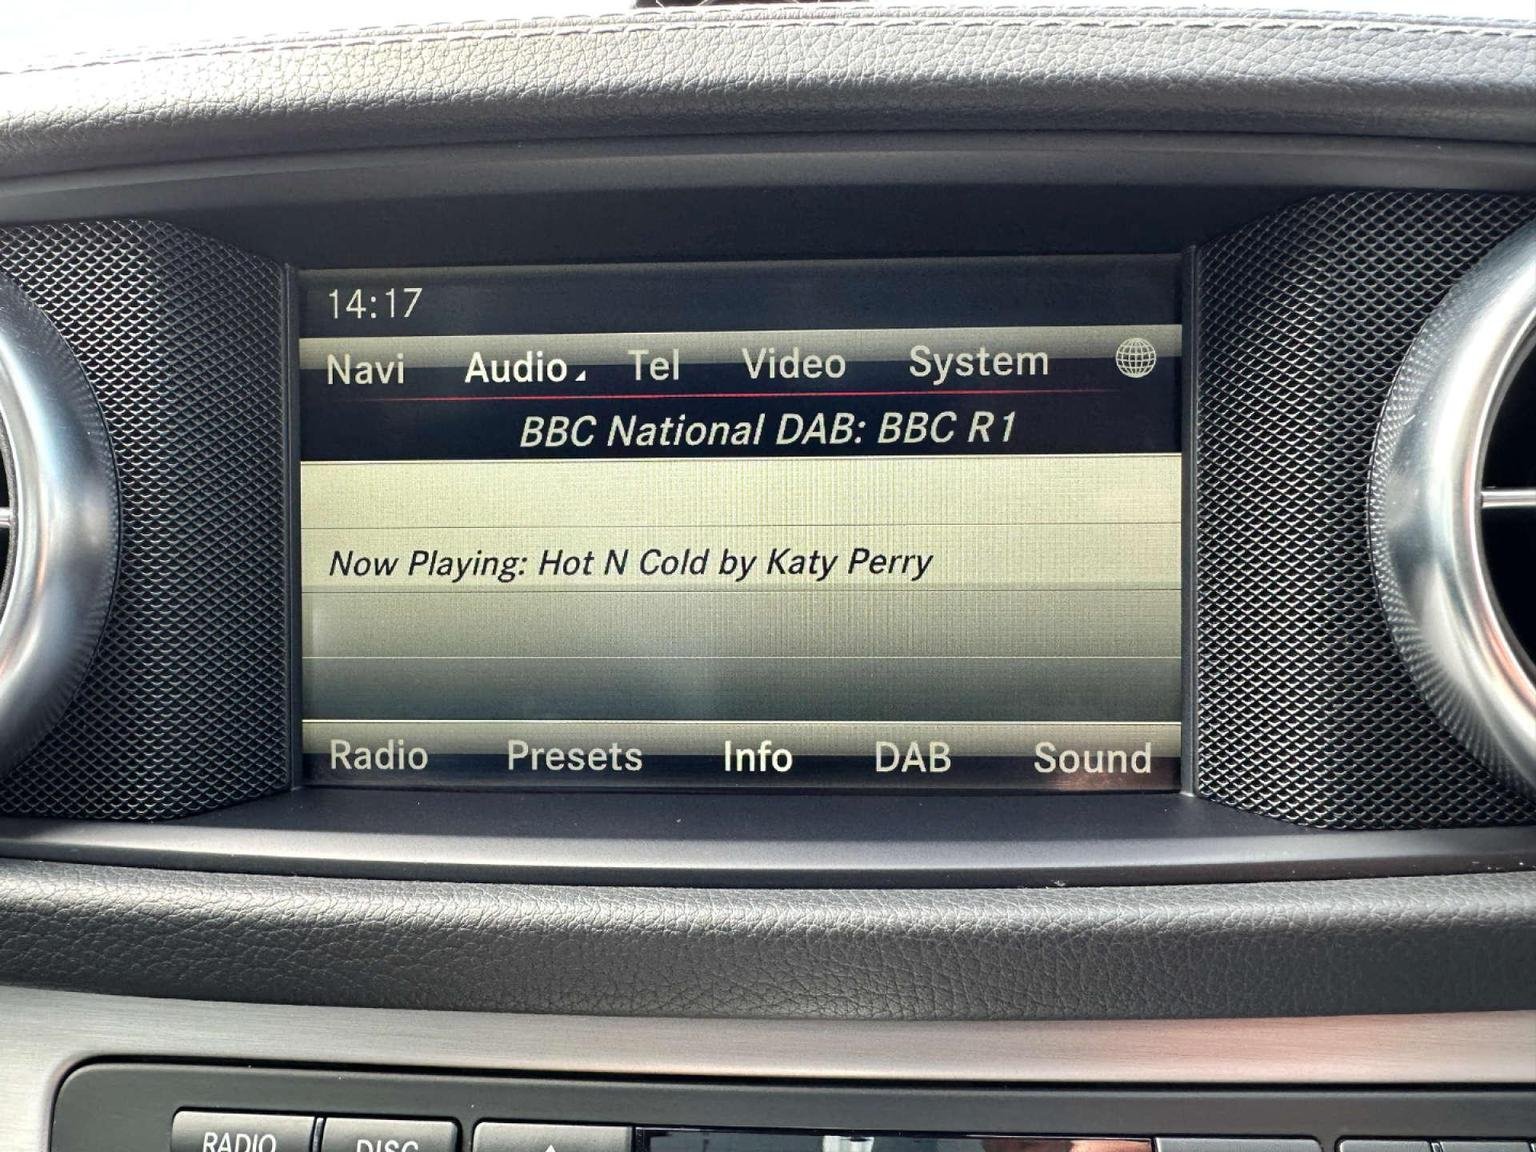 14:17
Navi Audio Tel Video System
BBC National DAB: BBC R1
Now Playing: Hot N Cold by Katy Perry
Radio Presets Info DAB Sound
RADIO DISC